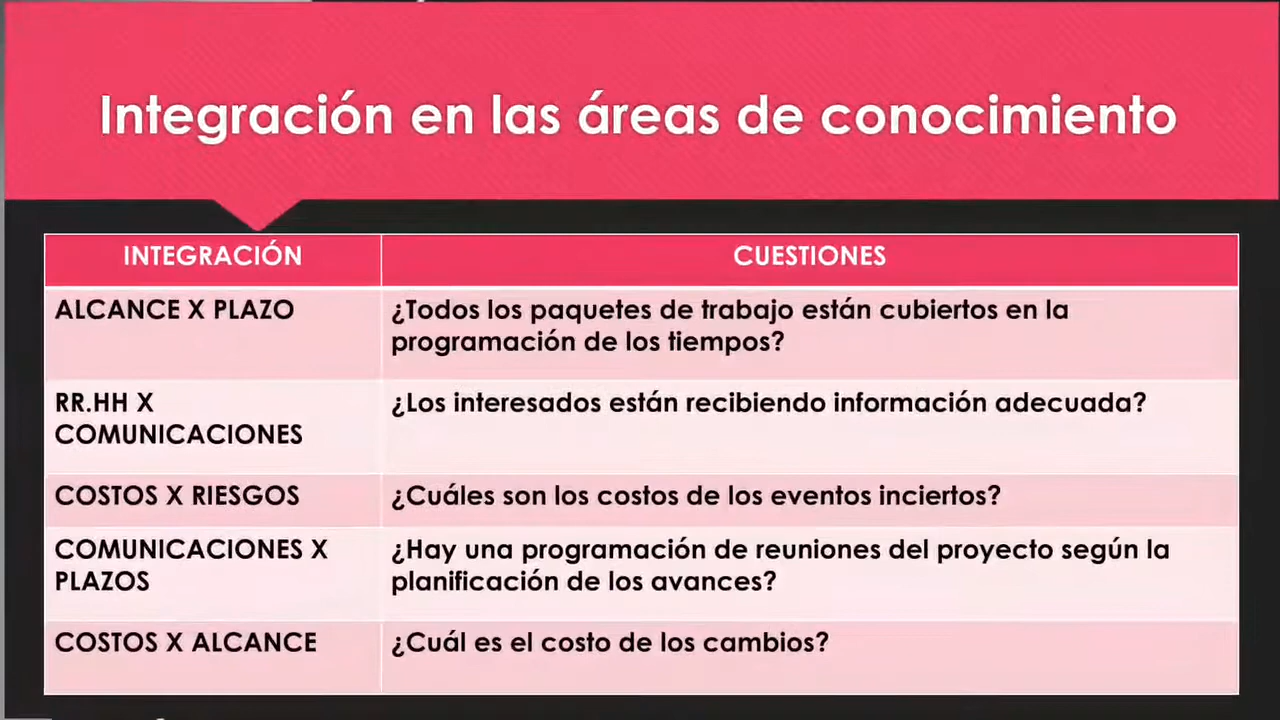 Integración en las áreas de conocimiento
INTEGRACIÓN
CUESTIONES
ALCANCE X PLAZO
¿Todos los paquetes de trabajo están cubiertos en la
programación de los tiempos?
RR.HH X
COMUNICACIONES
¿Los interesados están recibiendo información adecuada?
COSTOS X RIESGOS
¿Cuáles son los costos de los eventos inciertos?
COMUNICACIONES X
PLAZOS
¿Hay una programación de reuniones del proyecto según la
planificación de los avances?
COSTOS X ALCANCE
¿Cuál es el costo de los cambios?